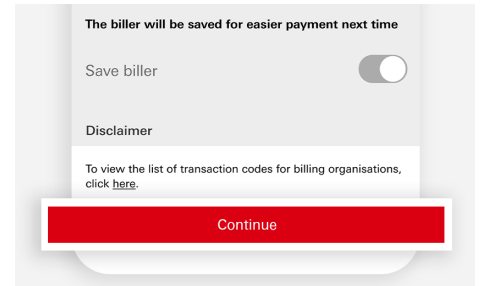 The biller will be saved for easier payment next time
Save biller
Disclaimer
To view the list of transaction codes for billing organisations,
click here.
Continue